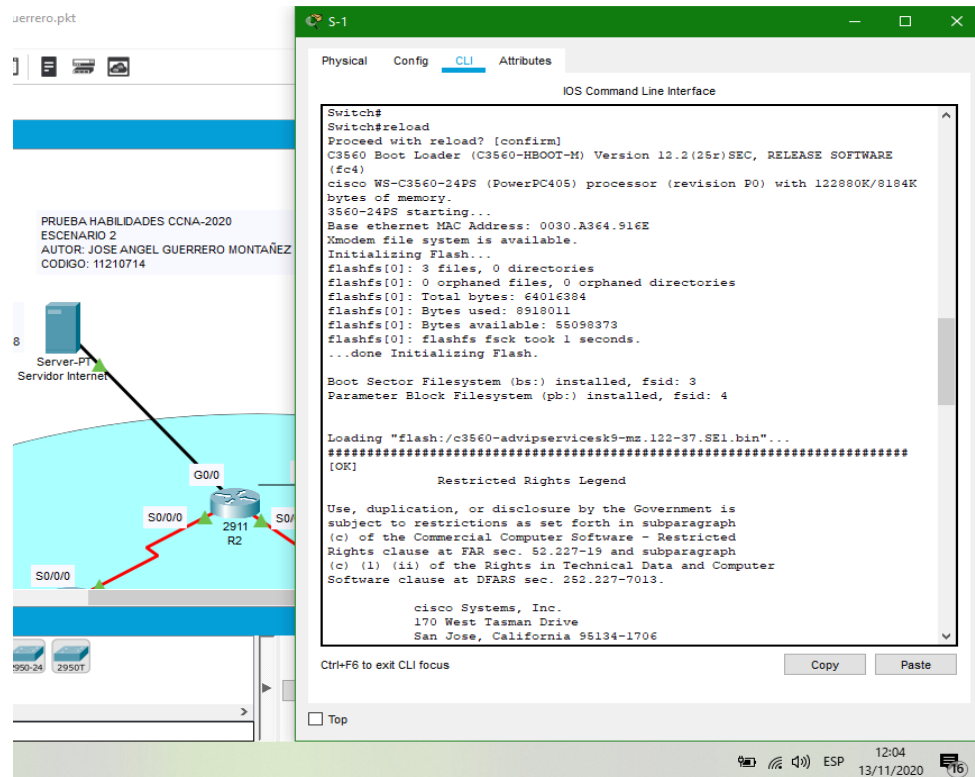 uerrero.pkt
S-1
Physical Config CLI Attributes
IOS Command Line Interface
Switch#
Switch#reload
Proceed with reload? [confirm]
C3560 Boot Loader (C3560-HBOOT-M) Version 12.2(25r)SEC, RELEASE SOFTWARE
(fc4)
cisco WS-C3560-24PS (PowerPC405) processor (revision P0) with 122880K/8184K
bytes of memory.
3560-24PS starting...
Base ethernet MAC Address: 0030.A364.916E
Xmodem file system is available.
Initializing Flash...
flashfs[0]: 3 files, 0 directories
flashfs[0]: 0 orphaned files, 0 orphaned directories
flashfs[0]: Total bytes: 64016384
flashfs[0]: Bytes used: 8918011
flashfs[0]: Bytes available: 55098373
flashfs[0]: flashfs fsck took 1 seconds.
...done Initializing Flash.
Boot Sector Filesystem (bs:) installed, fsid: 3
Parameter Block Filesystem (pb:) installed, fsid: 4
Loading "flash:/c3560-advipservicesk9-mz.122-37.SE1.bin"...
##########################################################################
[OK]
Restricted Rights Legend
Use, duplication, or disclosure by the Government is
subject to restrictions as set forth in subparagraph
(c) of the Commercial Computer Software - Restricted
Rights clause at FAR sec. 52.227-19 and subparagraph
(c) (1) (ii) of the Rights in Technical Data and Computer
Software clause at DFARS sec. 252.227-7013.
cisco Systems, Inc.
170 West Tasman Drive
San Jose, California 95134-1706
Ctrl+F6 to exit CLI focus
Copy Paste
Top
PRUEBA HABILIDADES CCNA-2020
ESCENARIO 2
AUTOR: JOSE ANGEL GUERRERO MONTAÑEZ
CODIGO: 11210714
8
Server-PT
Servidor Internet
G0/0
S0/0/0
2911
R2
S0/
S0/0/0
2950-24 2950T
ESP
12:04
13/11/2020
16